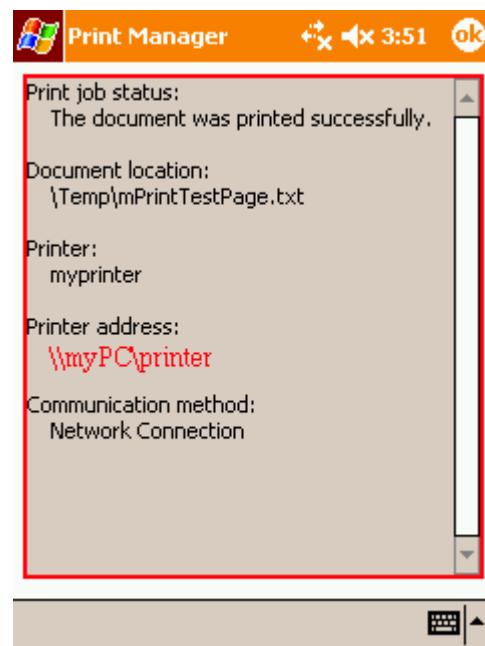 Print Manager 3:51 ok
Print job status:
The document was printed successfully.
Document location:
\Temp\mPrintTestPage.txt
Printer:
myprinter
Printer address:
\\myPC\printer
Communication method:
Network Connection